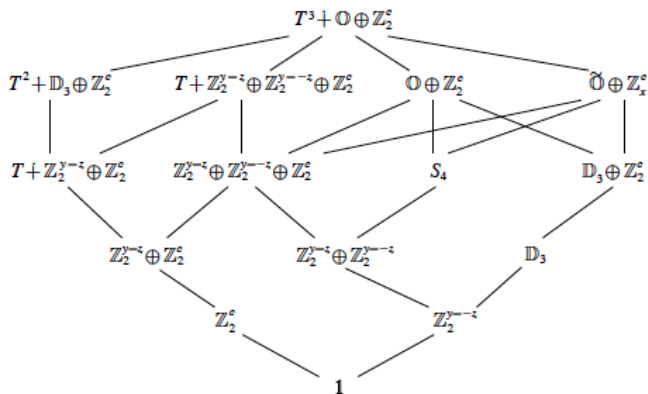 T³ ∔ 𝕆 ⊕ ℤ₂ᶜ
T² ∔ 𝔻₃ ⊕ ℤ₂ᶜ T ∔ ℤ₂^{y=z} ⊕ ℤ₂^{y=−z} ⊕ ℤ₂ᶜ 𝕆 ⊕ ℤ₂ᶜ 𝕆̃ ⊕ ℤₓᶜ
T ∔ ℤ₂^{y=z} ⊕ ℤ₂ᶜ ℤ₂^{y=z} ⊕ ℤ₂^{y=−z} ⊕ ℤ₂ᶜ S₄ 𝔻₃ ⊕ ℤ₂ᶜ
ℤ₂^{y=z} ⊕ ℤ₂ᶜ ℤ₂^{y=z} ⊕ ℤ₂^{y=−z} 𝔻₃
ℤ₂ᶜ ℤ₂^{y=−z}
1